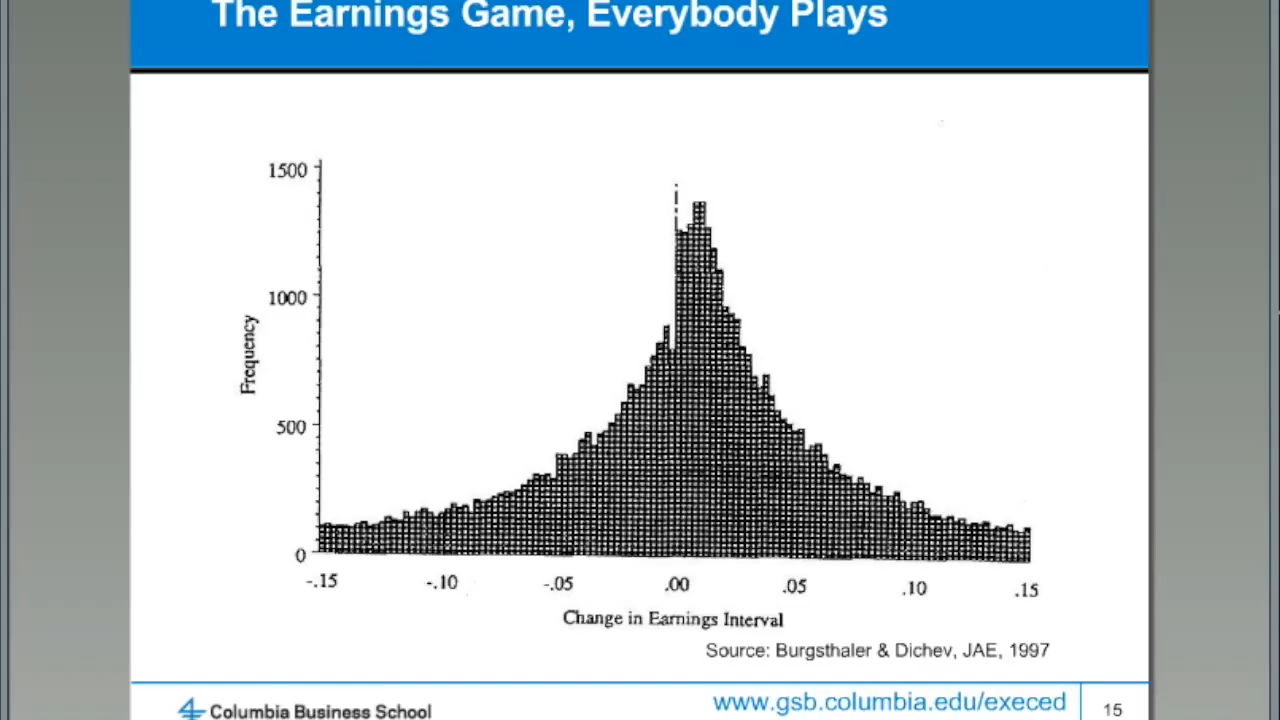 The Earnings Game, Everybody Plays
1500
1000
500
0
Frequency
-.15 -.10 -.05 .00 .05 .10 .15
Change in Earnings Interval
Source: Burgsthaler & Dichev, JAE, 1997
Columbia Business School
www.gsb.columbia.edu/execed
15